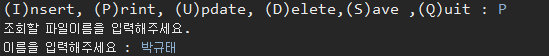 (I)nsert, (P)rint, (U)pdate, (D)elete,(S)ave ,(Q)uit : P
조회할 파일이름을 입력해주세요.
이름을 입력해주세요 : 박규태